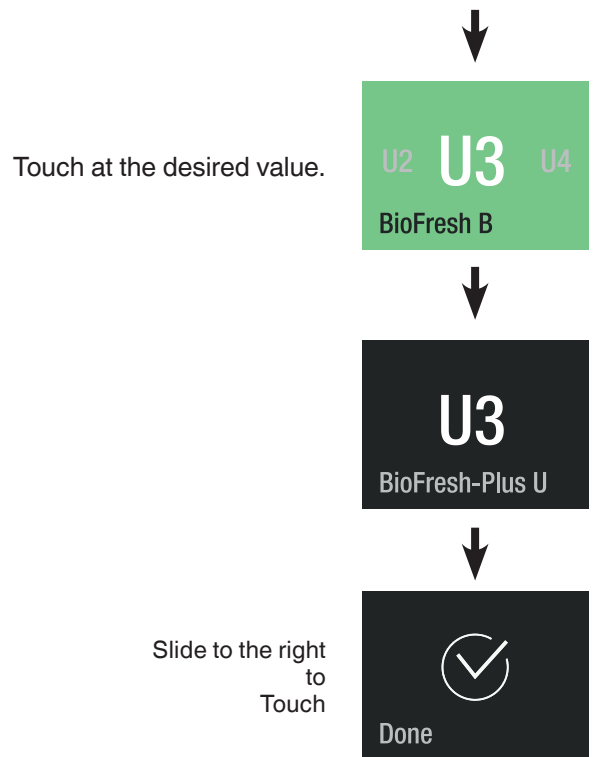 Touch at the desired value.
U2 U3 U4
BioFresh B
U3
BioFresh-Plus U
Slide to the right
to
Touch
Done